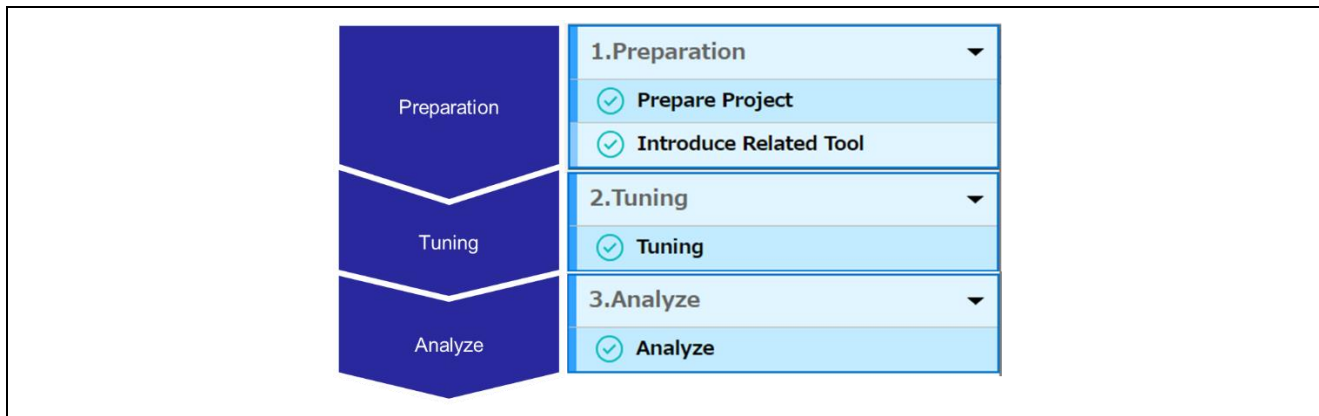 Preparation
1.Preparation
Prepare Project
Introduce Related Tool
Tuning
2.Tuning
Tuning
Analyze
3.Analyze
Analyze